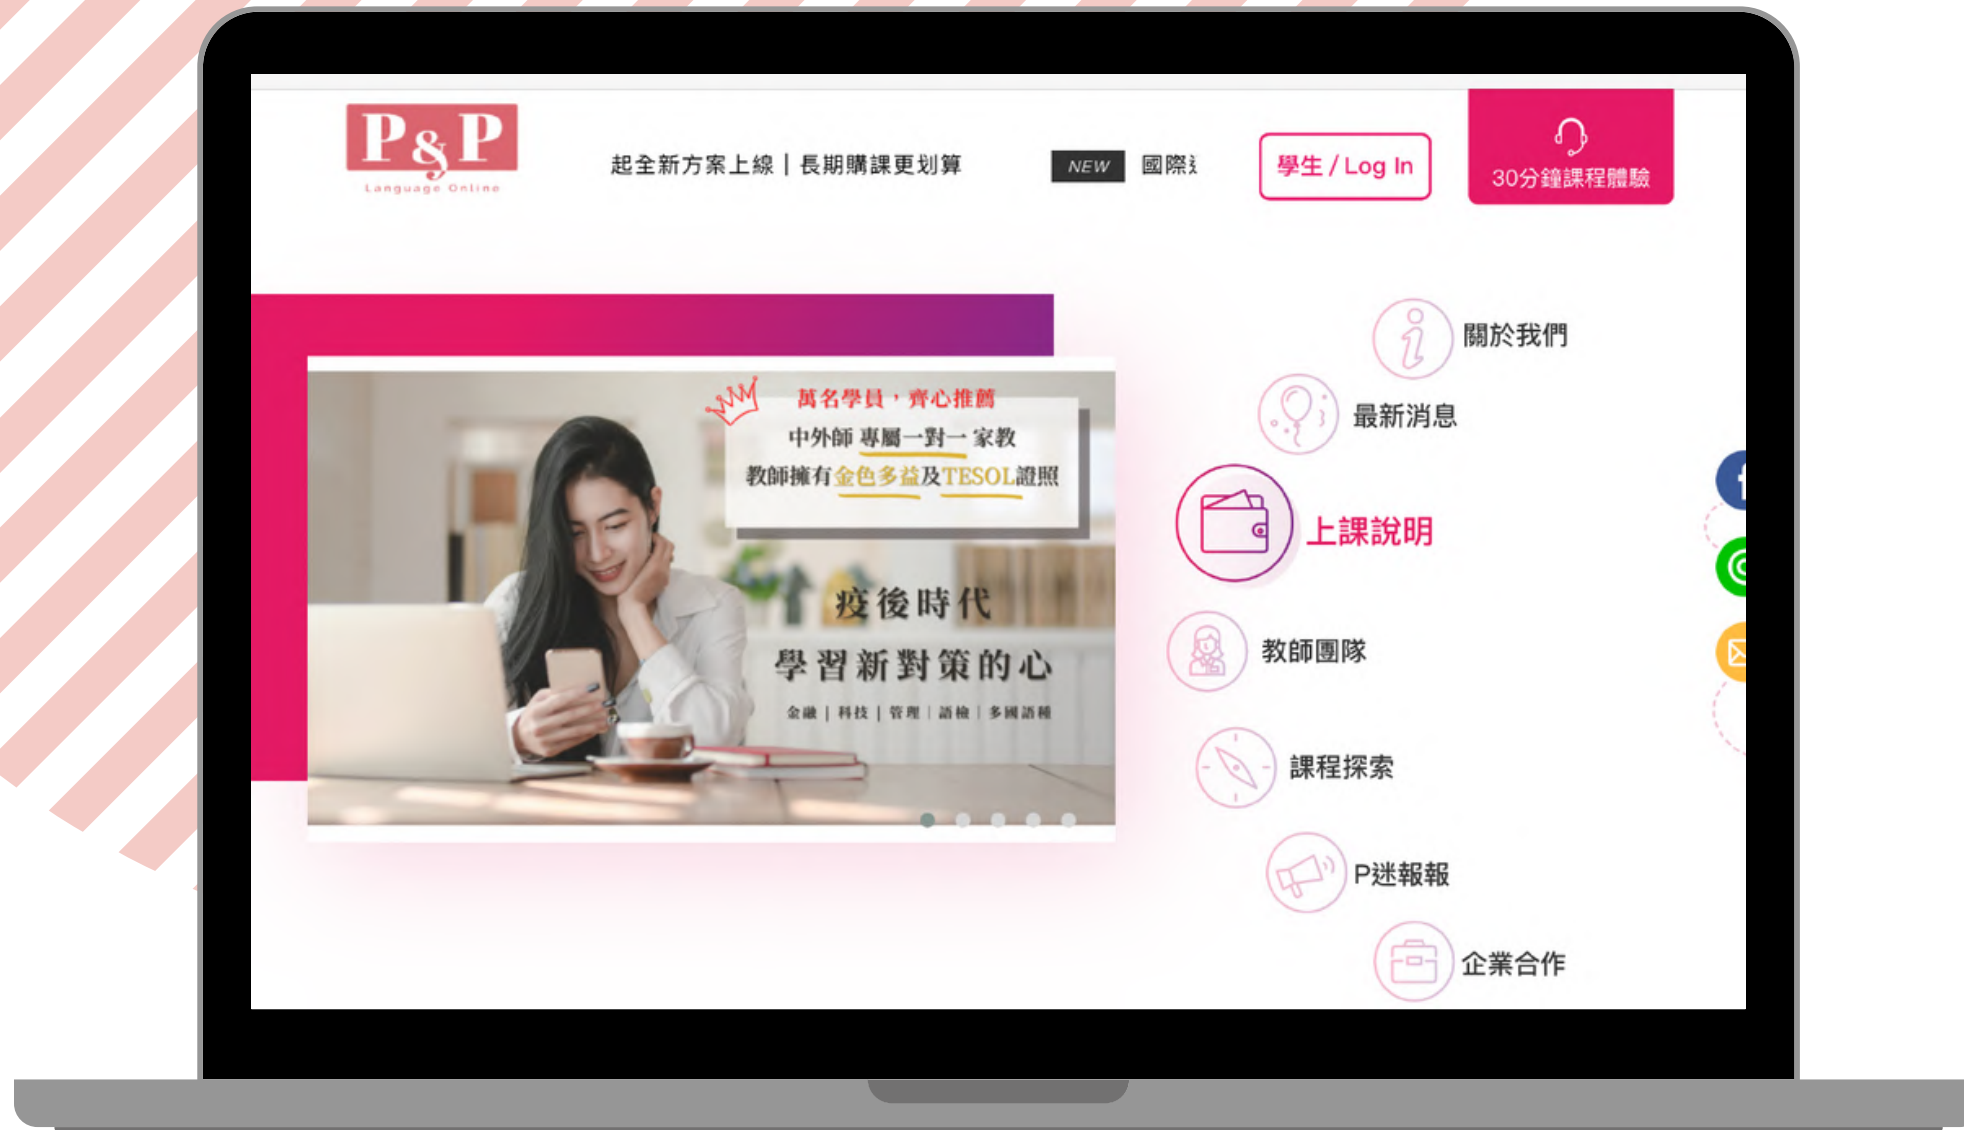 P&P
Language Online
起全新方案上線｜長期購課更划算
NEW
國際
學生 / Log In
30分鐘課程體驗
萬名學員，齊心推薦
中外師 專屬一對一 家教
教師擁有金色多益及TESOL證照
疫後時代
學習新對策的心
金融｜科技｜管理｜語檢｜多國語種
關於我們
最新消息
上課說明
教師團隊
課程探索
P迷報報
企業合作